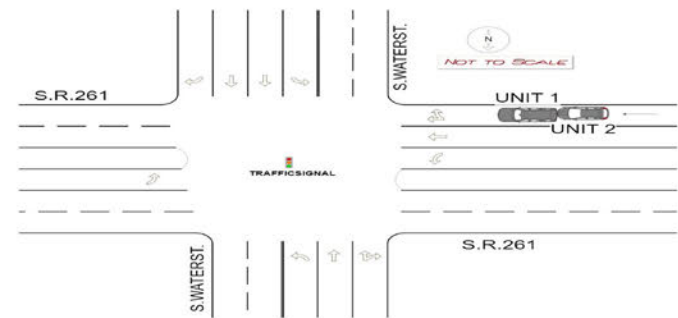 N
NOT TO SCALE
S.WATERST.
S.R.261
UNIT 1
UNIT 2
TRAFFICSIGNAL
S.WATERST.
S.R.261